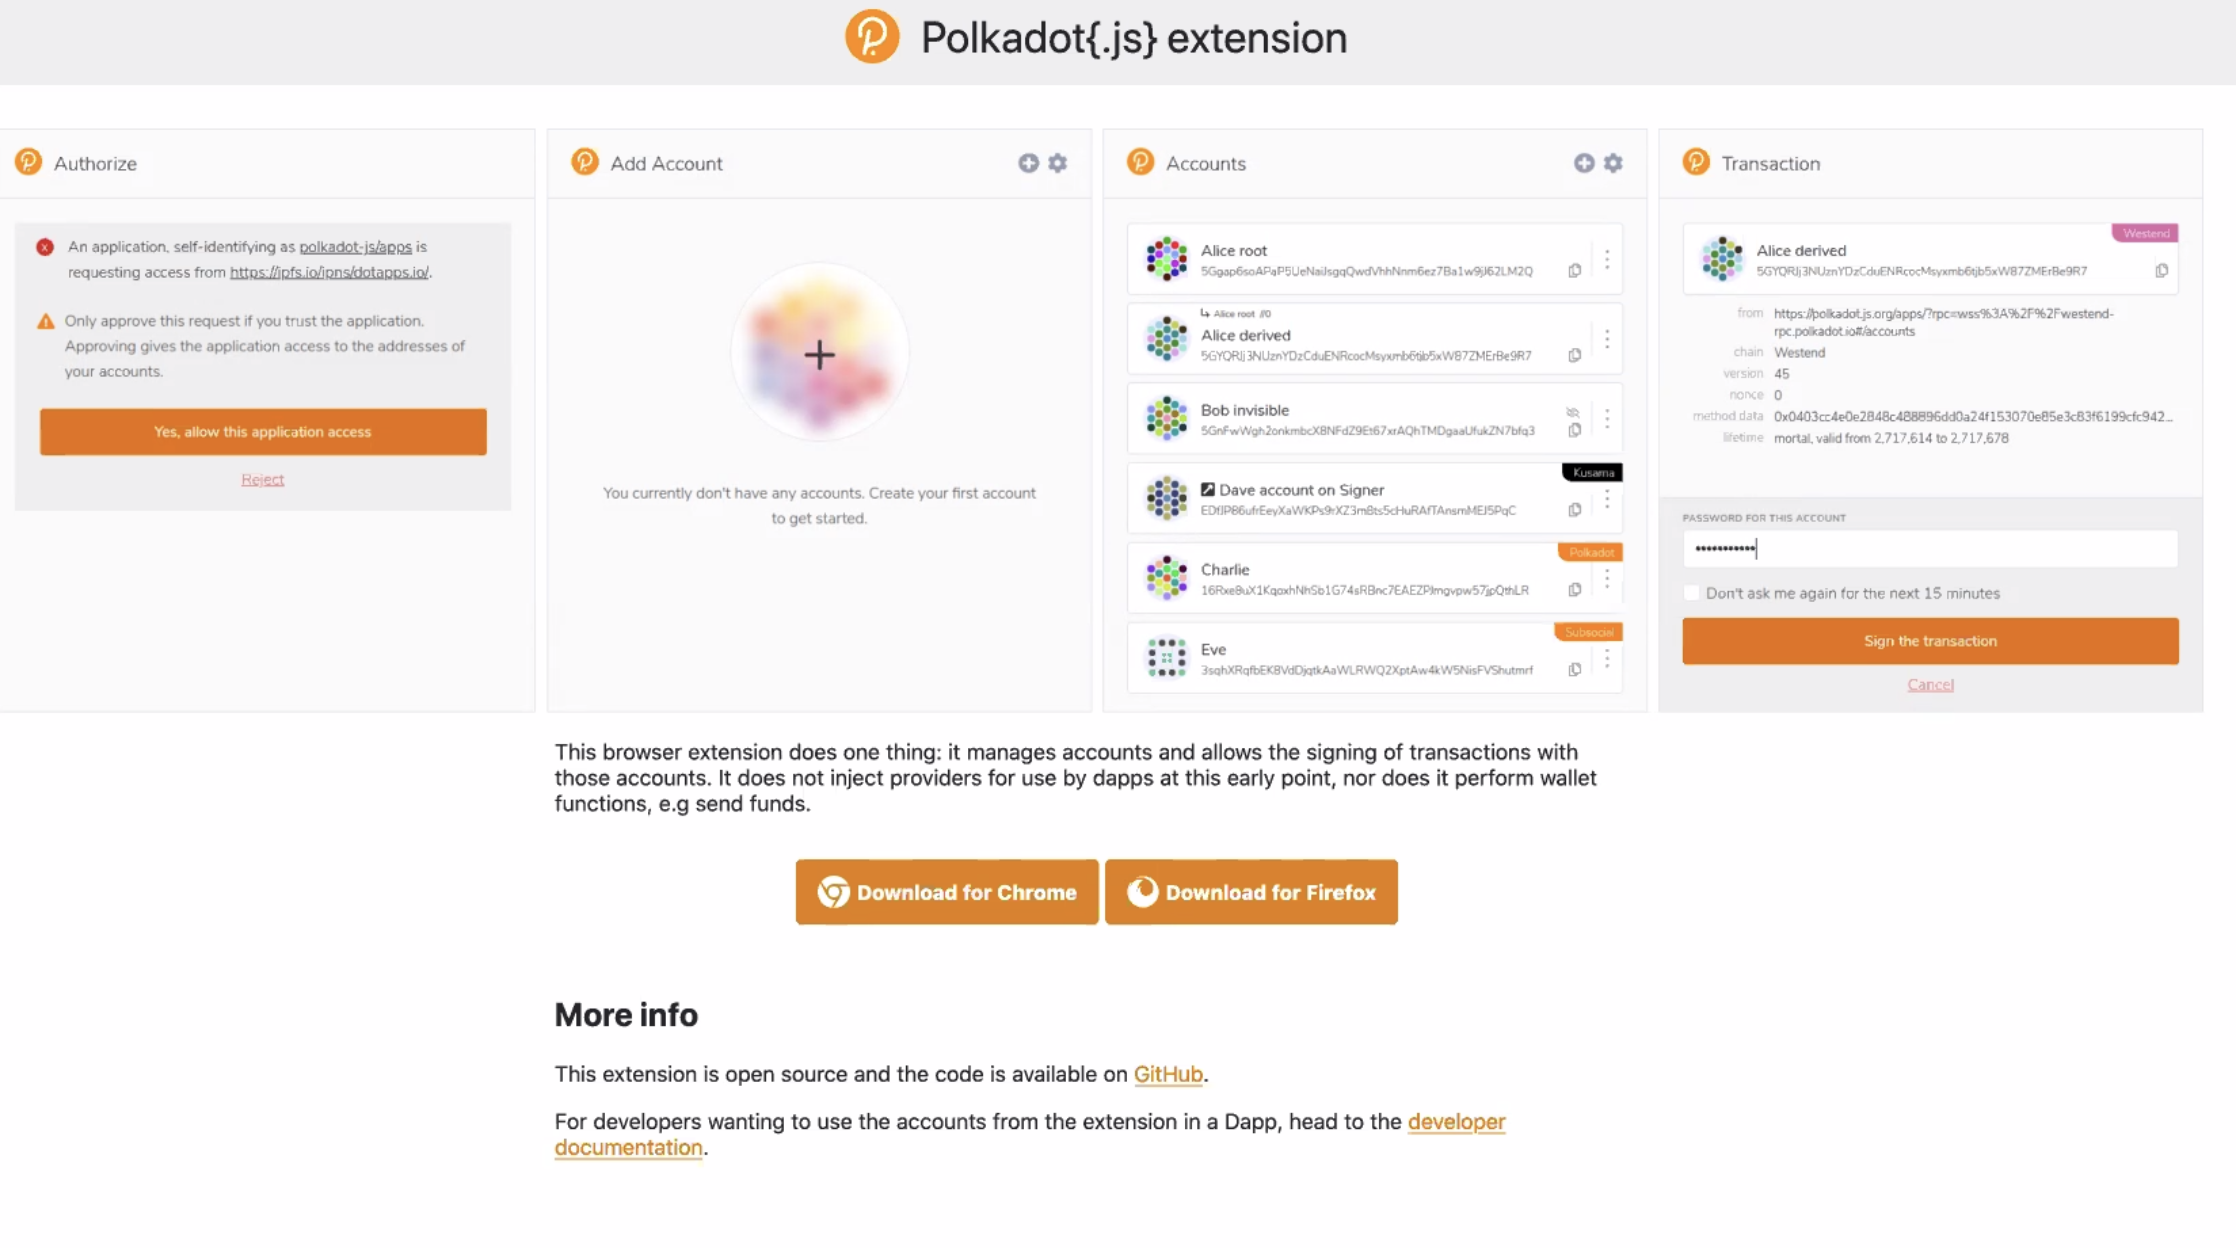 Polkadot{.js} extension
Authorize
An application, self-identifying as polkadot-js/apps is
requesting access from https://ipfs.io/ipns/dotapps.io/.
Only approve this request if you trust the application.
Approving gives the application access to the addresses of
your accounts.
Yes, allow this application access
Reject
Add Account
You currently don't have any accounts. Create your first account
to get started.
Accounts
Alice root
Alice root //0
Alice derived
Bob invisible
Kusama
Dave account on Signer
Polkadot
Charlie
Subsocial
Eve
Transaction
Westend
Alice derived
from https://polkadot.js.org/apps/?rpc=wss%3A%2F%2Fwestend-
rpc.polkadot.io#/accounts
chain Westend
version 45
nonce 0
method data
lifetime mortal, valid from 2,717,614 to 2,717,678
PASSWORD FOR THIS ACCOUNT
Don't ask me again for the next 15 minutes
Sign the transaction
Cancel
This browser extension does one thing: it manages accounts and allows the signing of transactions with
those accounts. It does not inject providers for use by dapps at this early point, nor does it perform wallet
functions, e.g send funds.
Download for Chrome
Download for Firefox
More info
This extension is open source and the code is available on GitHub.
For developers wanting to use the accounts from the extension in a Dapp, head to the developer
documentation.